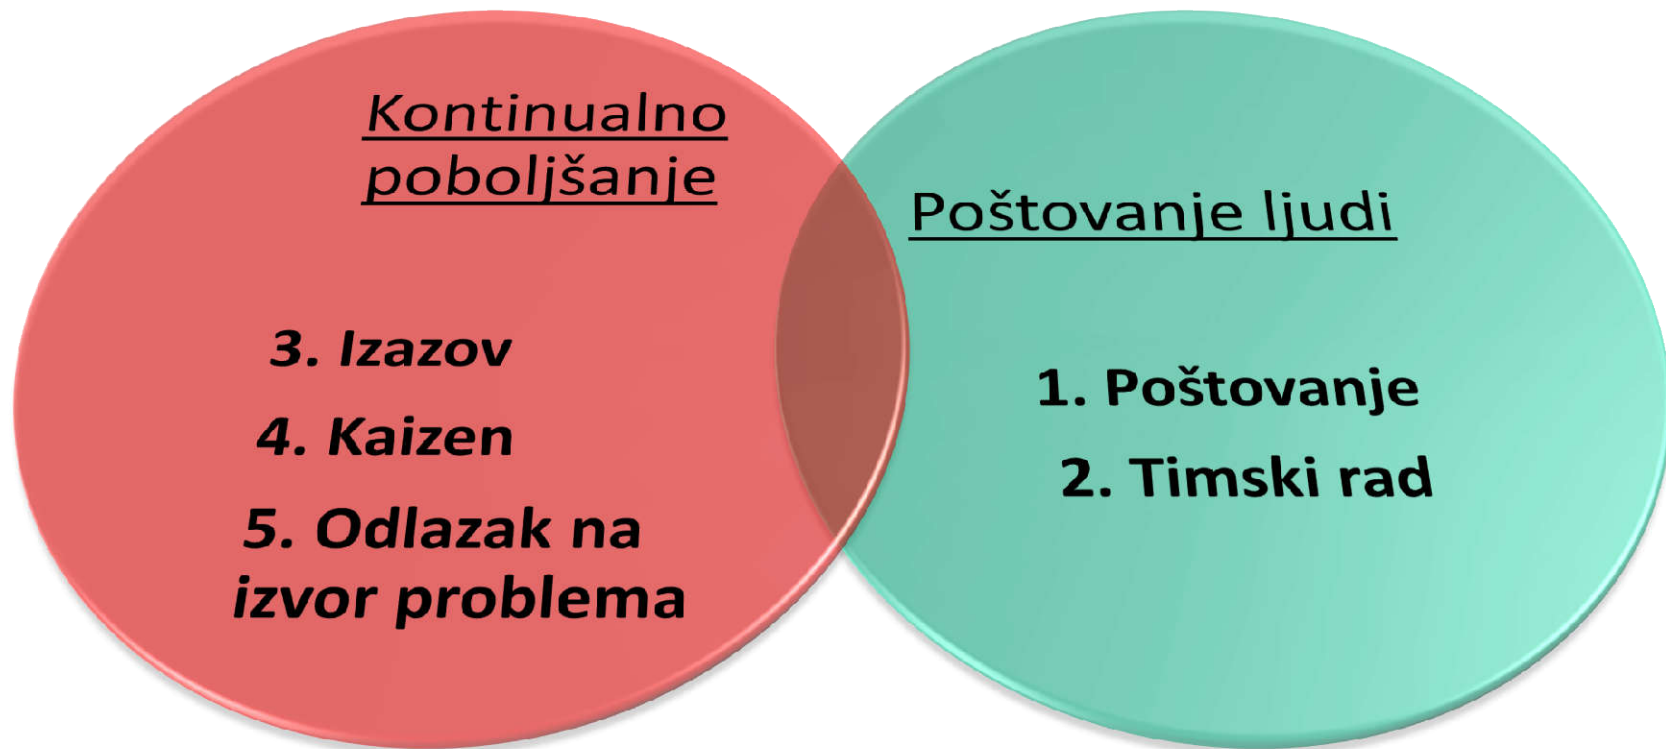 Kontinualno
poboljšanje
3. Izazov
4. Kaizen
5. Odlazak na
izvor problema
Poštovanje ljudi
1. Poštovanje
2. Timski rad